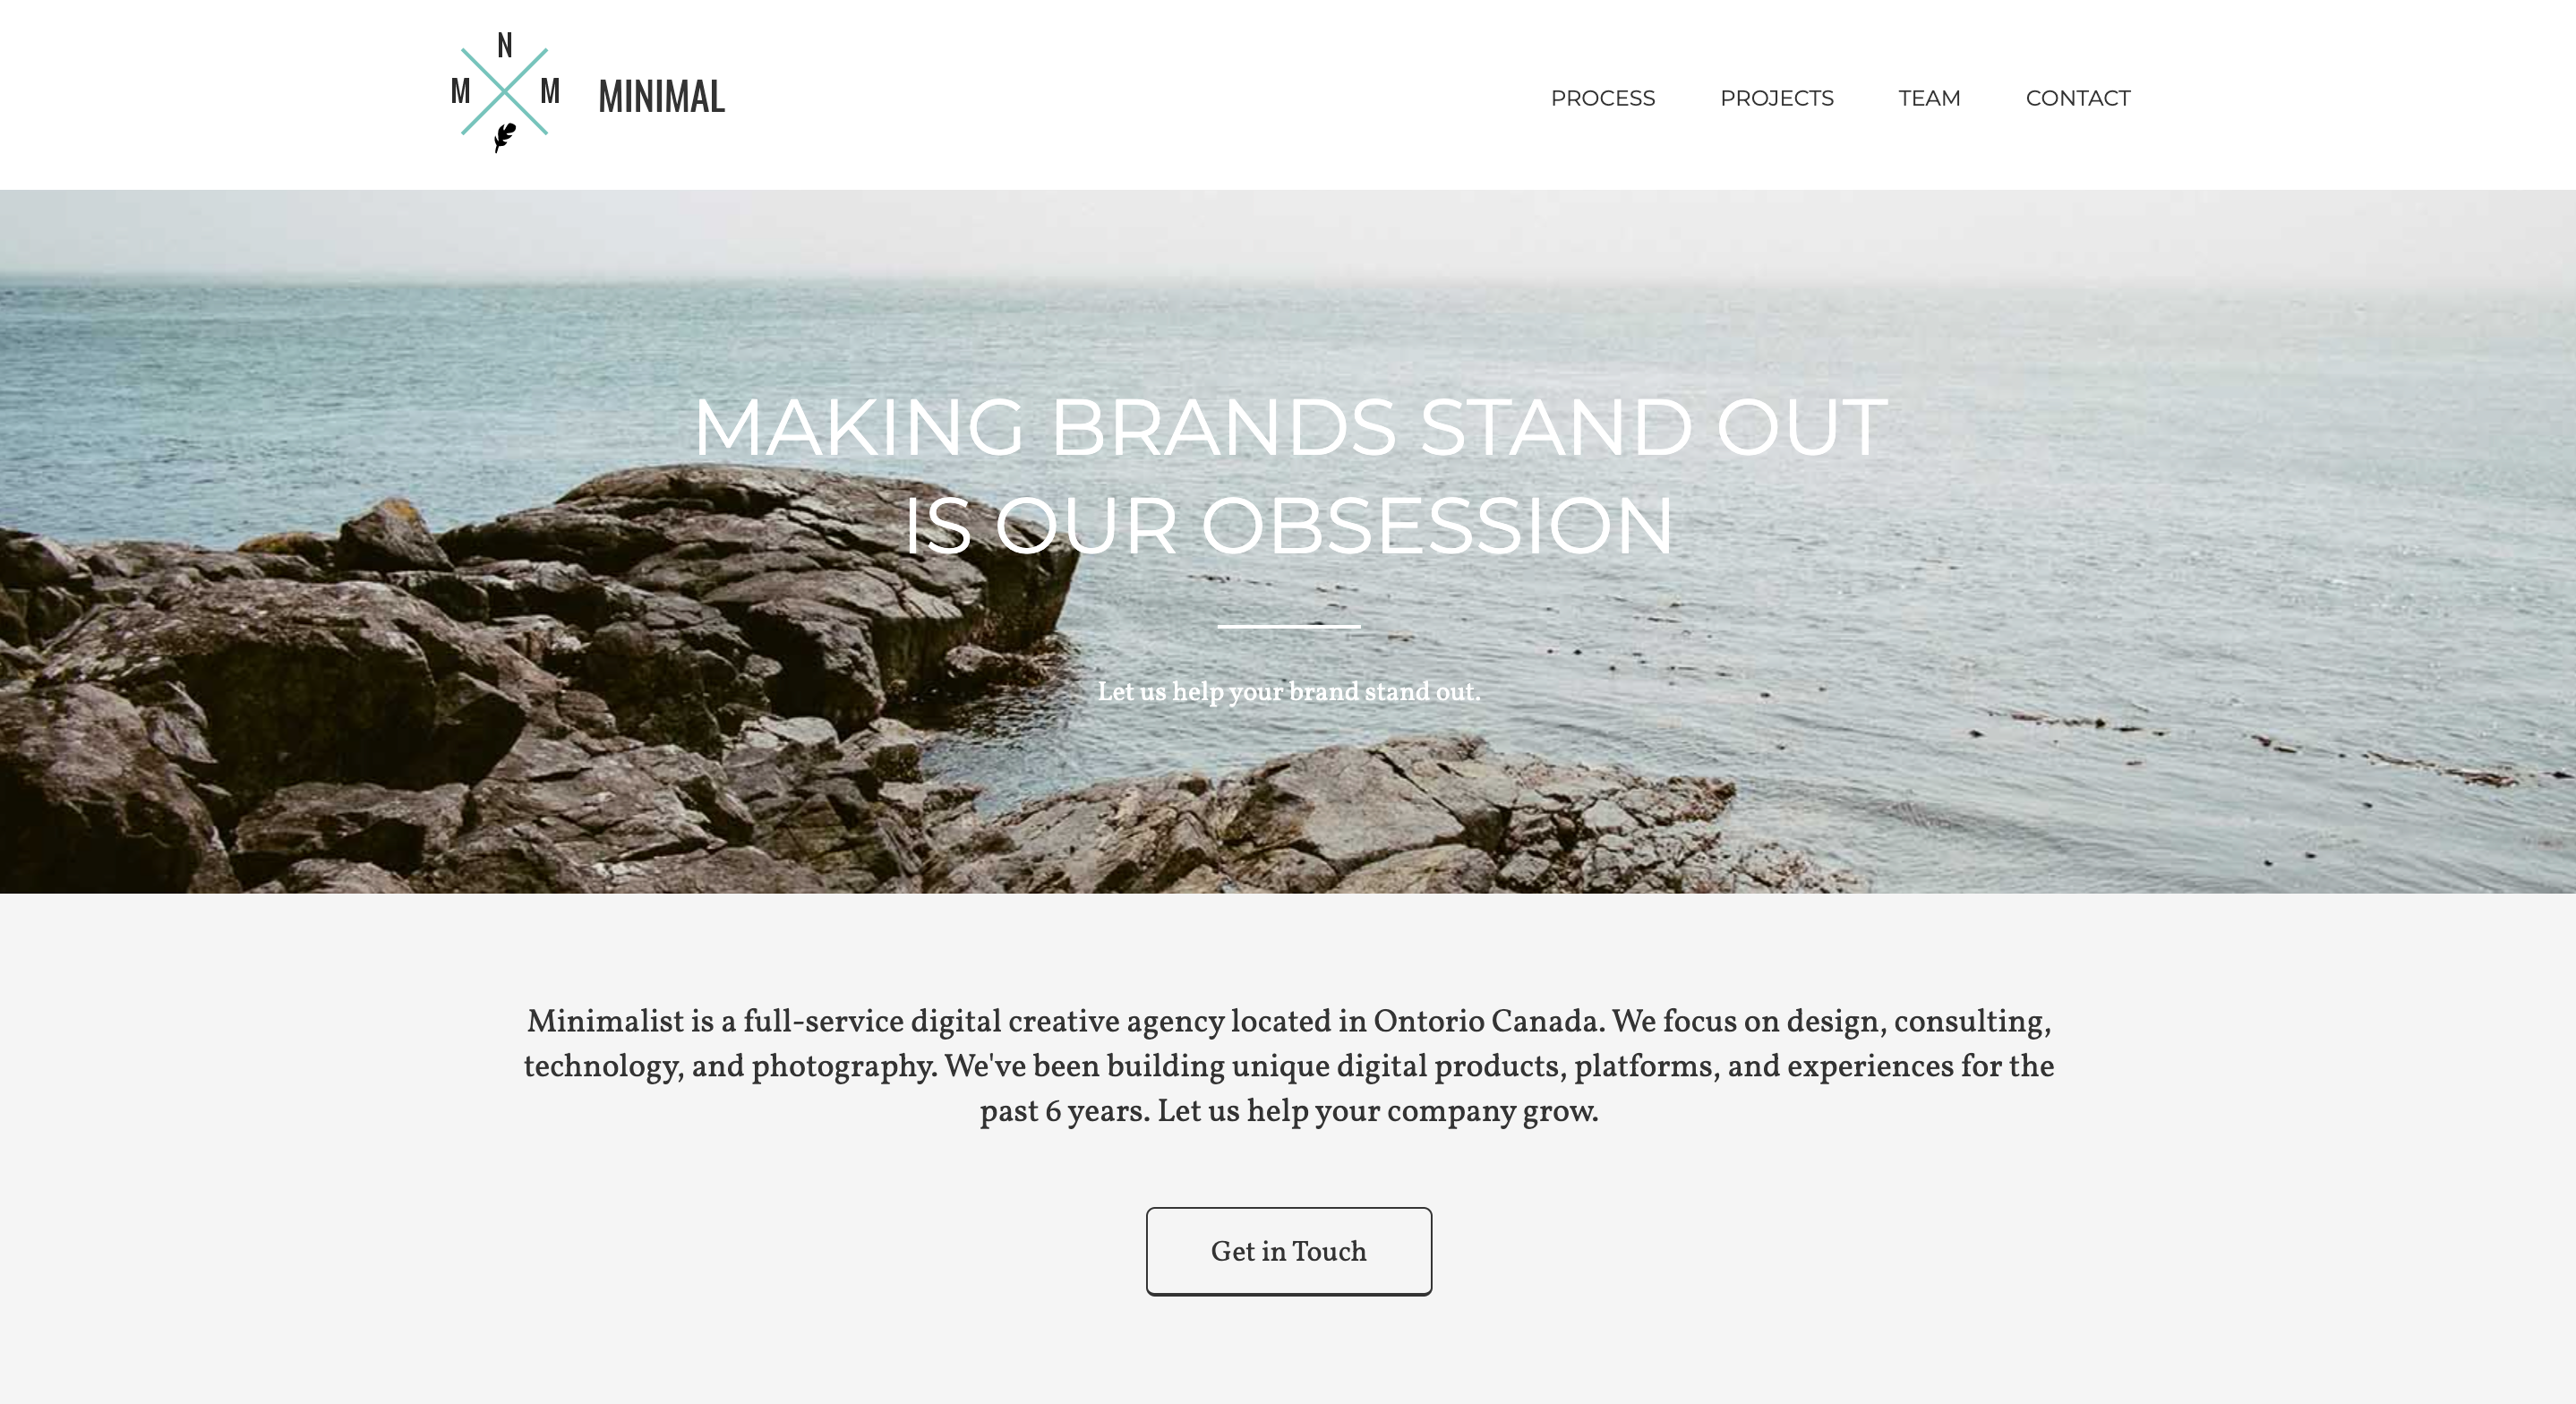 N
M M
MINIMAL
PROCESS PROJECTS TEAM CONTACT
MAKING BRANDS STAND OUT
IS OUR OBSESSION
Let us help your brand stand out.
Minimalist is a full-service digital creative agency located in Ontorio Canada. We focus on design, consulting,
technology, and photography. We've been building unique digital products, platforms, and experiences for the
past 6 years. Let us help your company grow.
Get in Touch